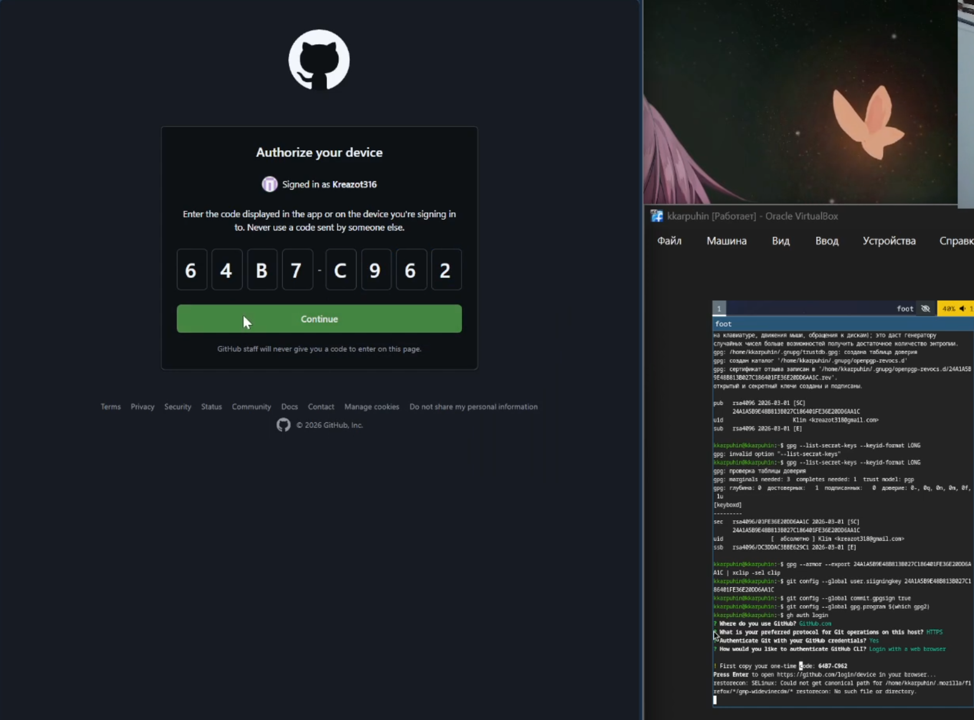 Authorize your device
Signed in as Kreazot316
Enter the code displayed in the app or on the device you're signing in
to. Never use a code sent by someone else.
6 4 B 7 - C 9 6 2
Continue
GitHub staff will never give you a code to enter on this page.
Terms Privacy Security Status Community Docs Contact Manage cookies Do not share my personal information
© 2026 GitHub, Inc.
kkarpuhin [Работает] - Oracle VirtualBox
Файл Машина Вид Ввод Устройства Справк
1 foot 40%
foot
на клавиатуре, движения мыши, обращения к дискам); это даст генератору
случайных чисел больше возможностей получить достаточное количество энтропии.
gpg: /home/kkarpuhin/.gnupg/trustdb.gpg: создана таблица доверия
gpg: создан каталог '/home/kkarpuhin/.gnupg/openpgp-revocs.d'
gpg: сертификат отзыва записан в '/home/kkarpuhin/.gnupg/openpgp-revocs.d/24A1A5B
9E48B813B027C186401FE36E20DD6AA1C.rev'.
открытый и секретный ключи созданы и подписаны.
pub rsa4096 2026-03-01 [SC]
24A1A5B9E48B813B027C186401FE36E20DD6AA1C
uid Klim <kreazot318@gmail.com>
sub rsa4096 2026-03-01 [E]
kkarpuhin@kkarpuhin:~$ gpg --list-secrat-keys --keyid-format LONG
gpg: invalid option "--list-secrat-keys"
kkarpuhin@kkarpuhin:~$ gpg --list-secret-keys --keyid-format LONG
gpg: проверка таблицы доверия
gpg: marginals needed: 3 completes needed: 1 trust model: pgp
gpg: глубина: 0 достоверных: 1 подписанных: 0 доверие: 0-, 0q, 0n, 0m, 0f,
1u
[keyboxd]
---------
sec rsa4096/01FE36E20DD6AA1C 2026-03-01 [SC]
24A1A5B9E48B813B027C186401FE36E20DD6AA1C
uid [ абсолютно ] Klim <kreazot318@gmail.com>
ssb rsa4096/DC3DDAC3BBE629C1 2026-03-01 [E]
kkarpuhin@kkarpuhin:~$ gpg --armor --export 24A1A5B9E48B813B027C186401FE36E20DD6A
A1C | xclip -sel clip
kkarpuhin@kkarpuhin:~$ git config --global user.siigningkey 24A1A5B9E48B813B027C1
86401FE36E20DD6AA1C
kkarpuhin@kkarpuhin:~$ git config --global commit.gpgsign true
kkarpuhin@kkarpuhin:~$ git config --global gpg.program $(which gpg2)
kkarpuhin@kkarpuhin:~$ gh auth login
? Where do you use GitHub? GitHub.com
What is your preferred protocol for Git operations on this host? HTTPS
Authenticate Git with your GitHub credentials? Yes
? How would you like to authenticate GitHub CLI? Login with a web browser
! First copy your one-time code: 64B7-C962
Press Enter to open https://github.com/login/device in your browser...
restorecon: SELinux: Could not get canonical path for /home/kkarpuhin/.mozilla/fi
refox/*/gmp-widevinecdm/* restorecon: No such file or directory.